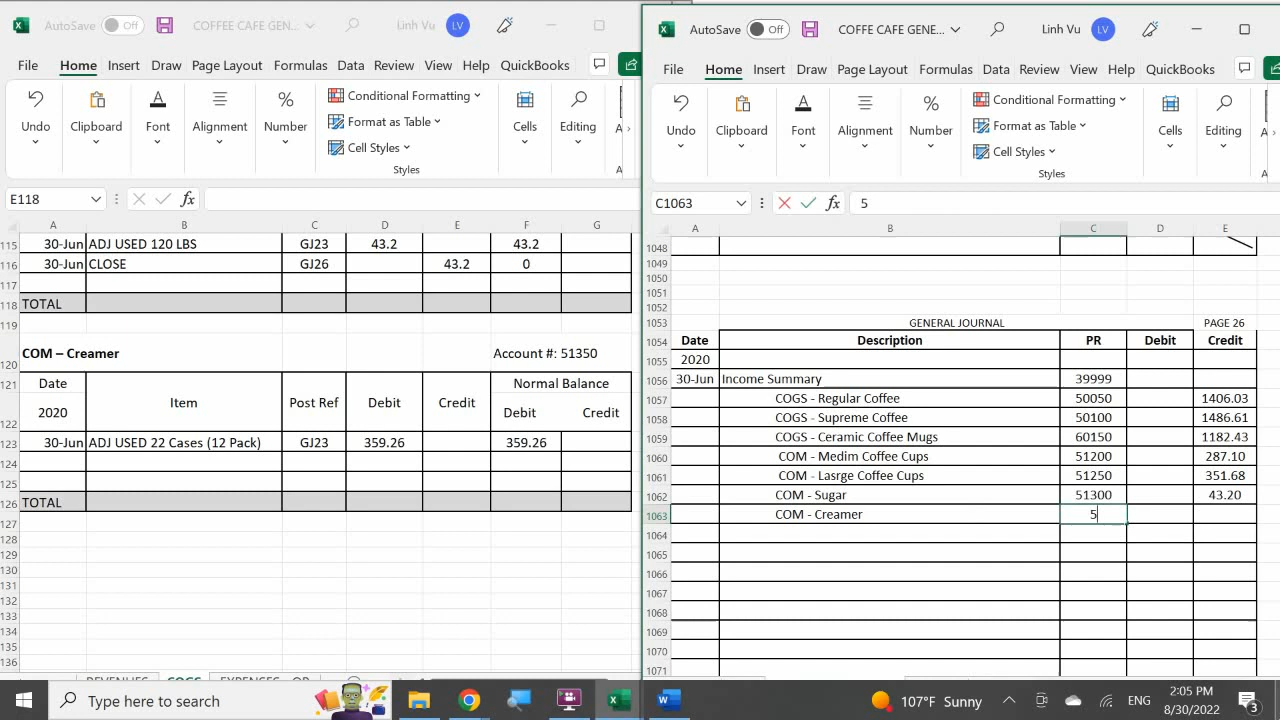 AutoSave Off COFFEE CAFE GEN... Linh Vu LV
File Home Insert Draw Page Layout Formulas Data Review View Help QuickBooks
Undo Clipboard Font Alignment Number Conditional Formatting Format as Table Cell Styles Styles Cells Editing
E118 fx
A B C D E F G
115 30-Jun ADJ USED 120 LBS GJ23 43.2 43.2
116 30-Jun CLOSE GJ26 43.2 0
117
118 TOTAL
119
120 COM – Creamer Account #: 51350
121 Date Item Post Ref Debit Credit Normal Balance
122 2020 Debit Credit
123 30-Jun ADJ USED 22 Cases (12 Pack) GJ23 359.26 359.26
124
125
126 TOTAL
127
128
129
130
131
132
133
134
135
136
REVENUES COGS EXPENSES - OP
AutoSave Off COFFE CAFE GENE... Linh Vu LV
File Home Insert Draw Page Layout Formulas Data Review View Help QuickBooks
Undo Clipboard Font Alignment Number Conditional Formatting Format as Table Cell Styles Styles Cells Editing
C1063 fx 5
A B C D E
1048
1049
1050
1051
1052
1053 GENERAL JOURNAL PAGE 26
1054 Date Description PR Debit Credit
1055 2020
1056 30-Jun Income Summary 39999
1057 COGS - Regular Coffee 50050 1406.03
1058 COGS - Supreme Coffee 50100 1486.61
1059 COGS - Ceramic Coffee Mugs 60150 1182.43
1060 COM - Medim Coffee Cups 51200 287.10
1061 COM - Lasrge Coffee Cups 51250 351.68
1062 COM - Sugar 51300 43.20
1063 COM - Creamer 5
1064
1065
1066
1067
1068
1069
1070
1071
Type here to search 107°F Sunny ENG 2:05 PM 8/30/2022 3